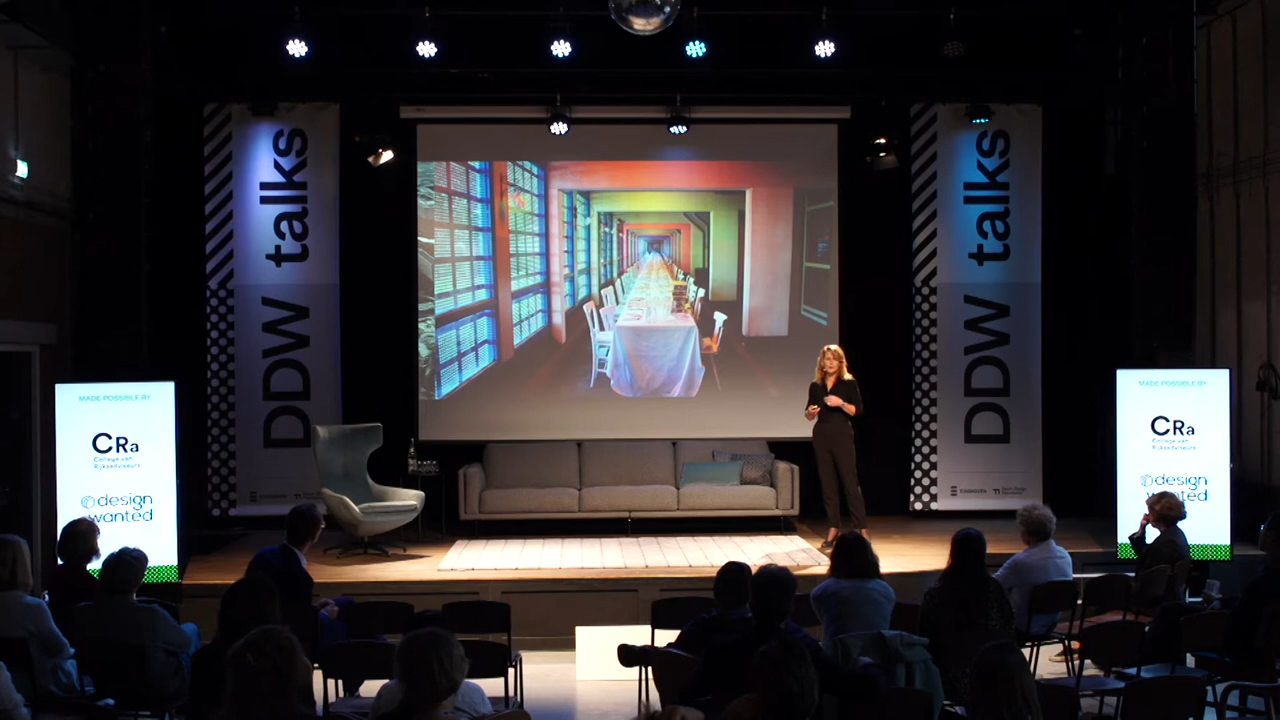 DDW talks
DDW talks
MADE POSSIBLE BY
CRa
College van
Rijksadviseurs
design
wanted
MADE POSSIBLE BY
CRa
College van
Rijksadviseurs
design
wanted